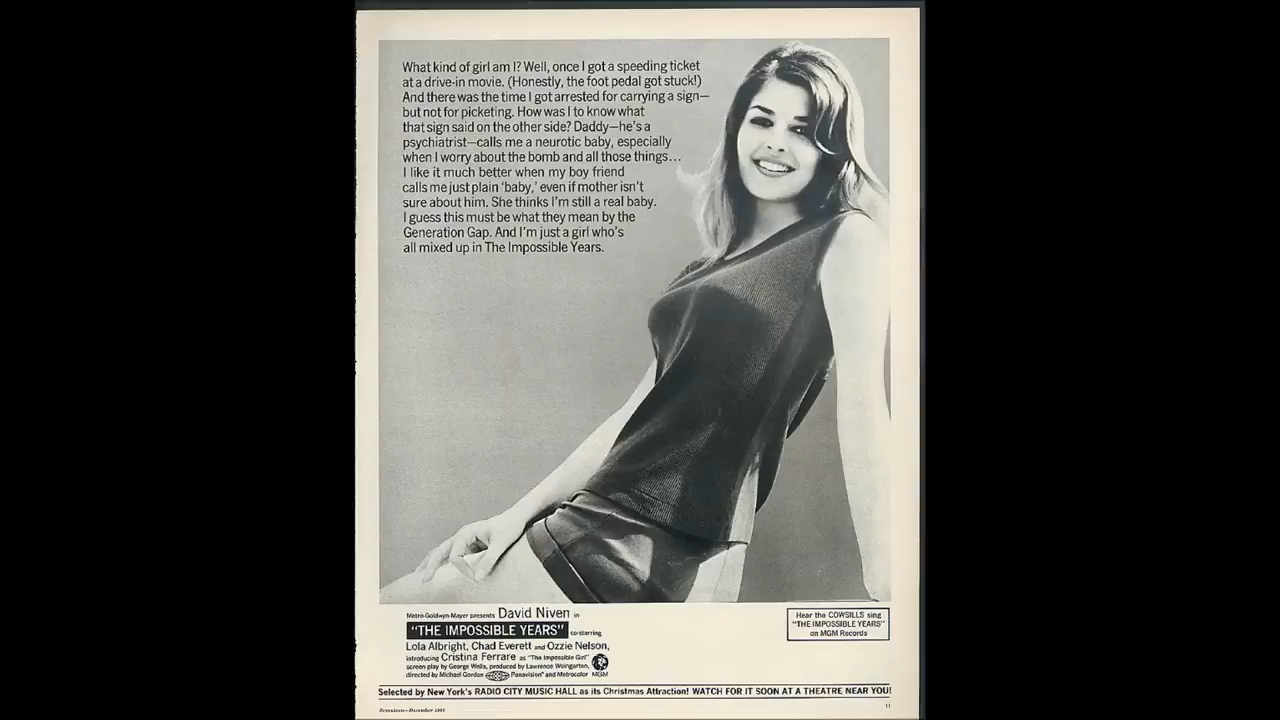 What kind of girl am I? Well, once I got a speeding ticket
at a drive-in movie. (Honestly, the foot pedal got stuck!)
And there was the time I got arrested for carrying a sign—
but not for picketing. How was I to know what
that sign said on the other side? Daddy—he's a
psychiatrist—calls me a neurotic baby, especially
when I worry about the bomb and all those things...
I like it much better when my boy friend
calls me just plain 'baby,' even if mother isn't
sure about him. She thinks I'm still a real baby.
I guess this must be what they mean by the
Generation Gap. And I'm just a girl who's
all mixed up in The Impossible Years.
Metro-Goldwyn-Mayer presents David Niven in
"THE IMPOSSIBLE YEARS" co-starring
Lola Albright, Chad Everett and Ozzie Nelson,
introducing Cristina Ferrare as "The Impossible Girl"
screen play by George Wells, produced by Lawrence Weingarten,
directed by Michael Gordon Panavision® and Metrocolor MGM
Hear the COWSILLS sing
"THE IMPOSSIBLE YEARS"
on MGM Records
Selected by New York's RADIO CITY MUSIC HALL as its Christmas Attraction! WATCH FOR IT SOON AT A THEATRE NEAR YOU!
Seventeen—December
11